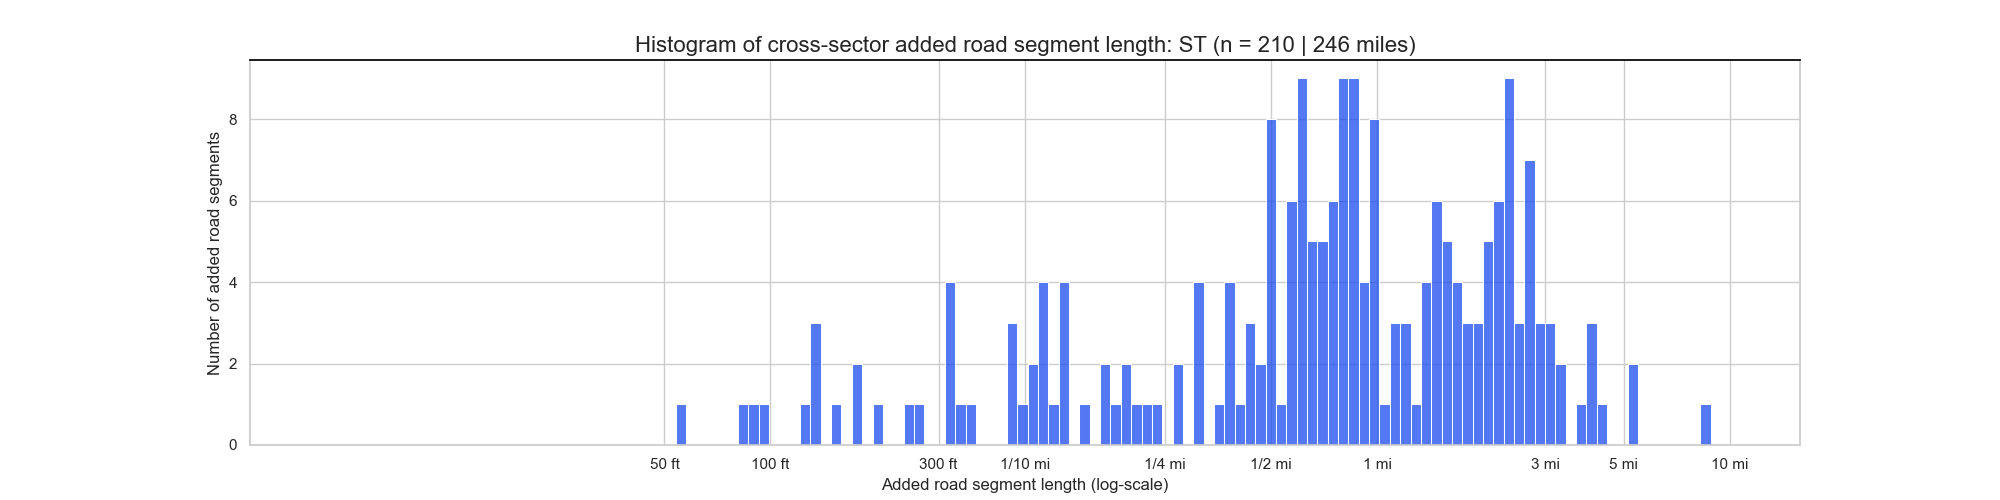 Histogram of cross-sector added road segment length: ST (n = 210 | 246 miles)
Number of added road segments
8
6
4
2
0
50 ft 100 ft 300 ft 1/10 mi 1/4 mi 1/2 mi 1 mi 3 mi 5 mi 10 mi
Added road segment length (log-scale)